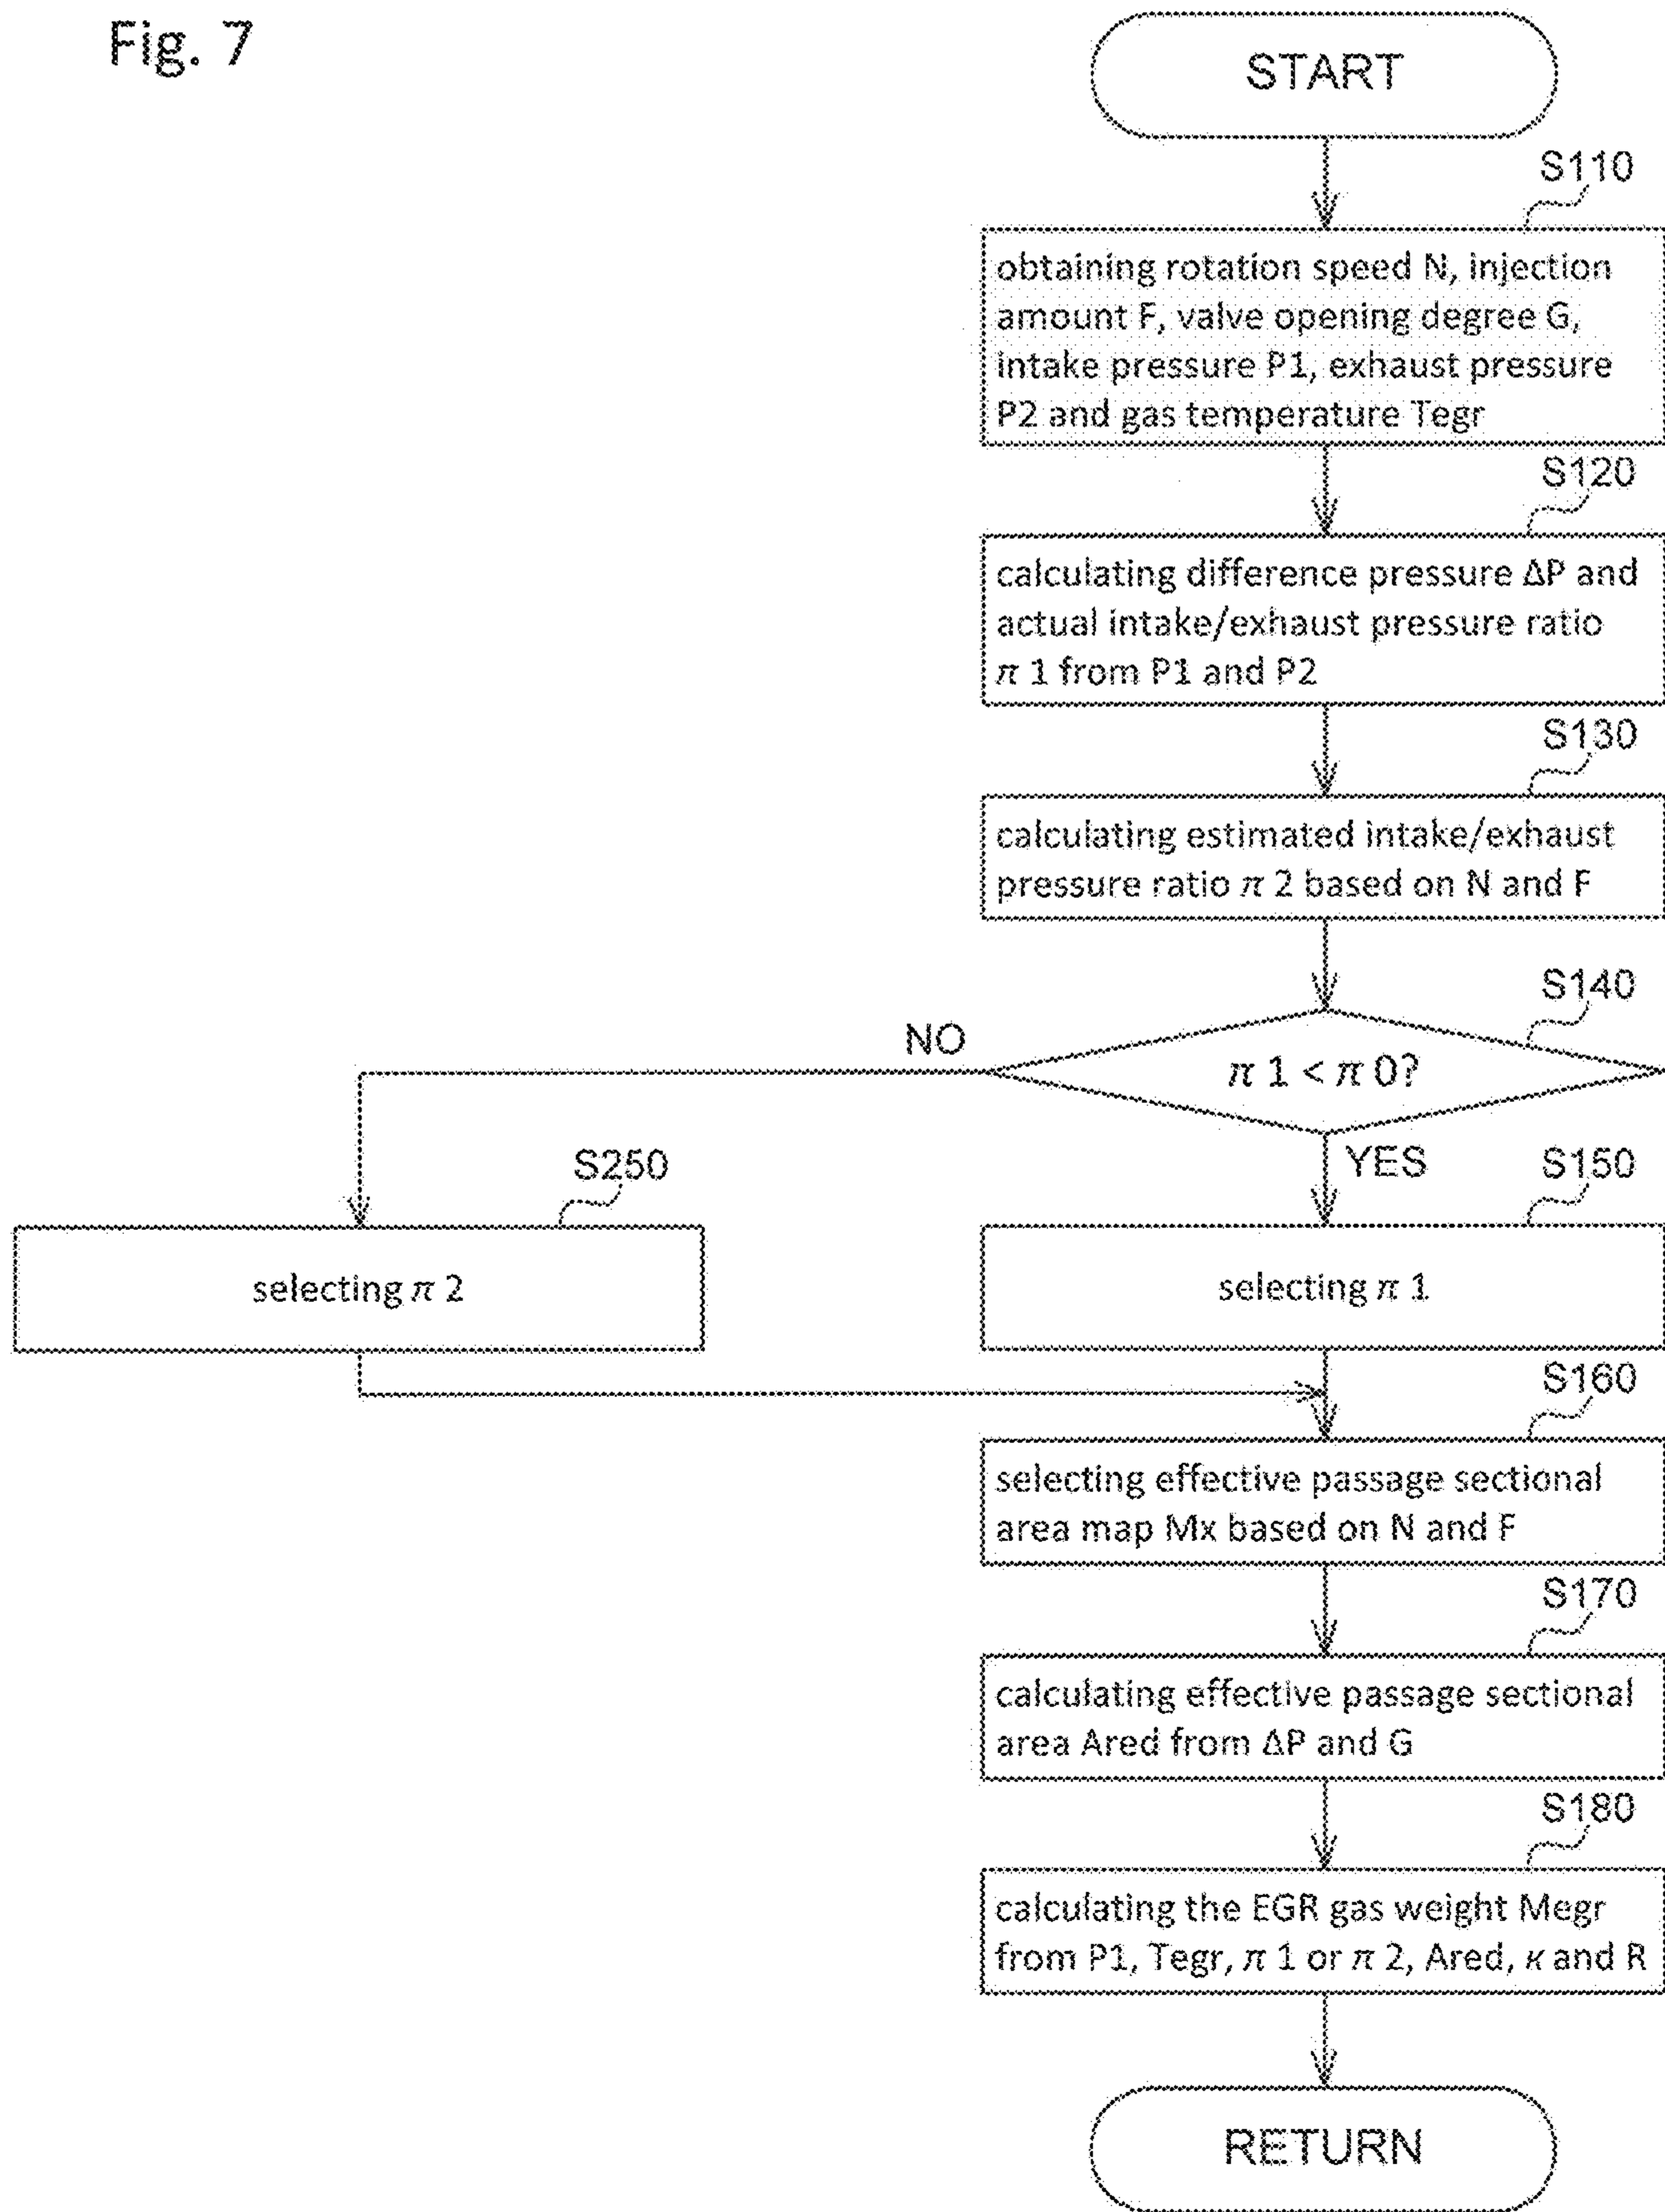 Fig. 7
START
S110
obtaining rotation speed N, injection
amount F, valve opening degree G,
intake pressure P1, exhaust pressure
P2 and gas temperature Tegr
S120
calculating difference pressure ΔP and
actual intake/exhaust pressure ratio
π 1 from P1 and P2
S130
calculating estimated intake/exhaust
pressure ratio π 2 based on N and F
S140
NO
π 1 < π 0?
YES
S250
S150
selecting π 2
selecting π 1
S160
selecting effective passage sectional
area map Mx based on N and F
S170
calculating effective passage sectional
area Ared from ΔP and G
S180
calculating the EGR gas weight Megr
from P1, Tegr, π 1 or π 2, Ared, κ and R
RETURN